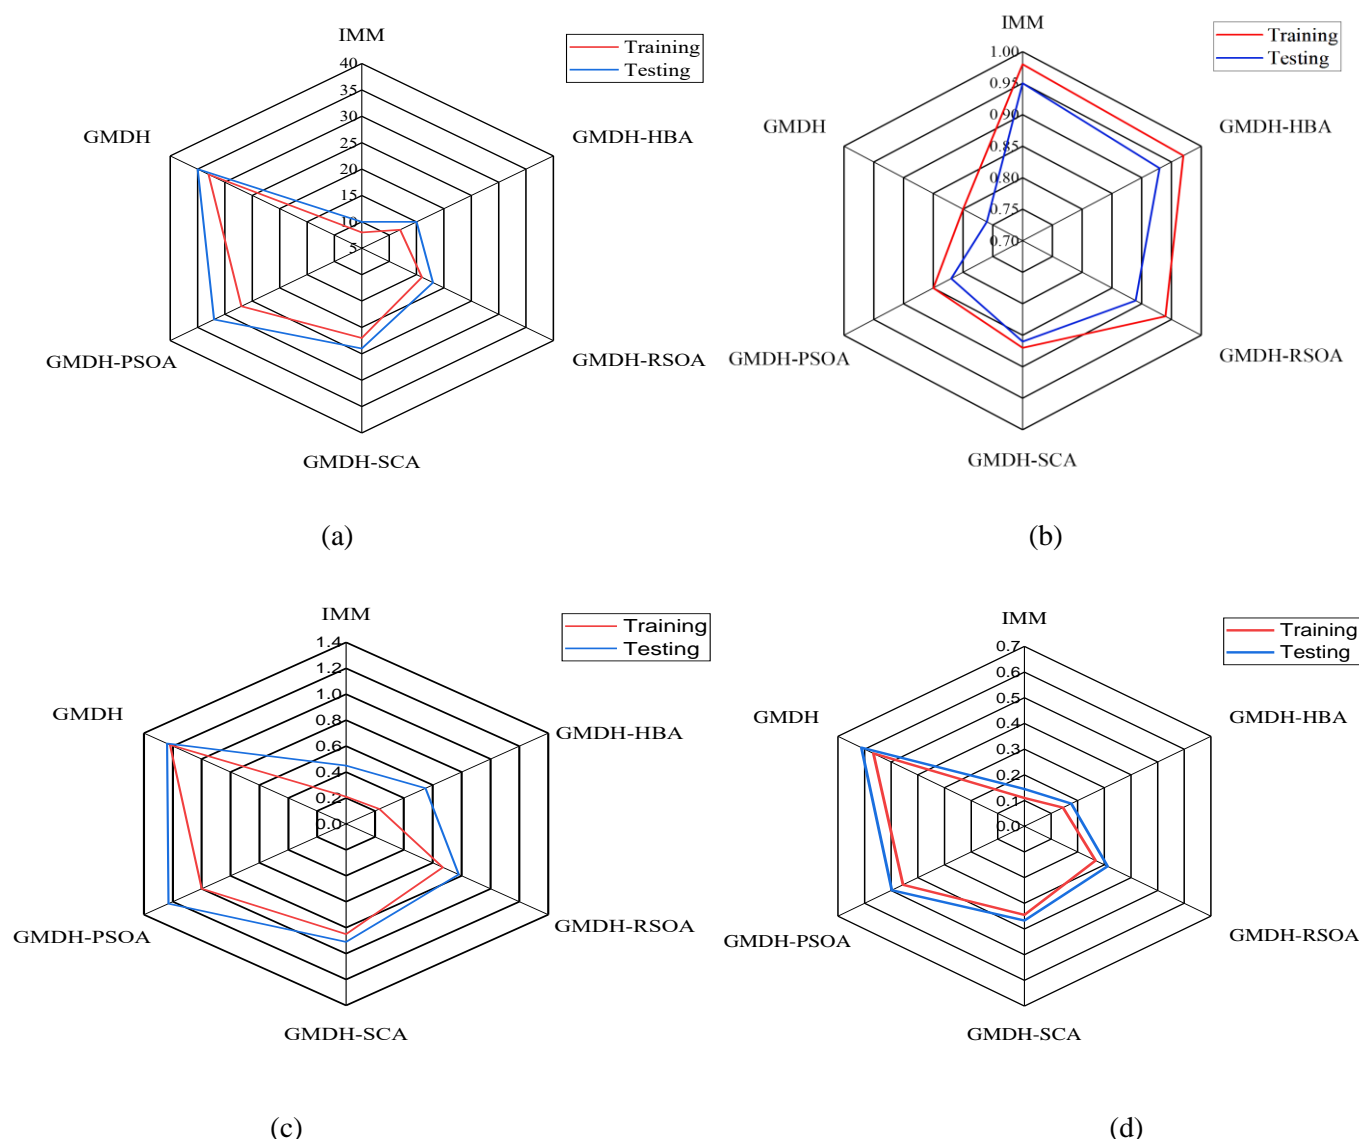 IMM
40
35
30
25
20
15
10
5
Training
Testing
GMDH
GMDH-HBA
GMDH-PSOA
GMDH-RSOA
GMDH-SCA
(a)
IMM
1.00
0.95
0.90
0.85
0.80
0.75
0.70
Training
Testing
GMDH
GMDH-HBA
GMDH-PSOA
GMDH-RSOA
GMDH-SCA
(b)
IMM
1.4
1.2
1.0
0.8
0.6
0.4
0.2
0.0
Training
Testing
GMDH
GMDH-HBA
GMDH-PSOA
GMDH-RSOA
GMDH-SCA
(c)
IMM
0.7
0.6
0.5
0.4
0.3
0.2
0.1
0.0
Training
Testing
GMDH
GMDH-HBA
GMDH-PSOA
GMDH-RSOA
GMDH-SCA
(d)